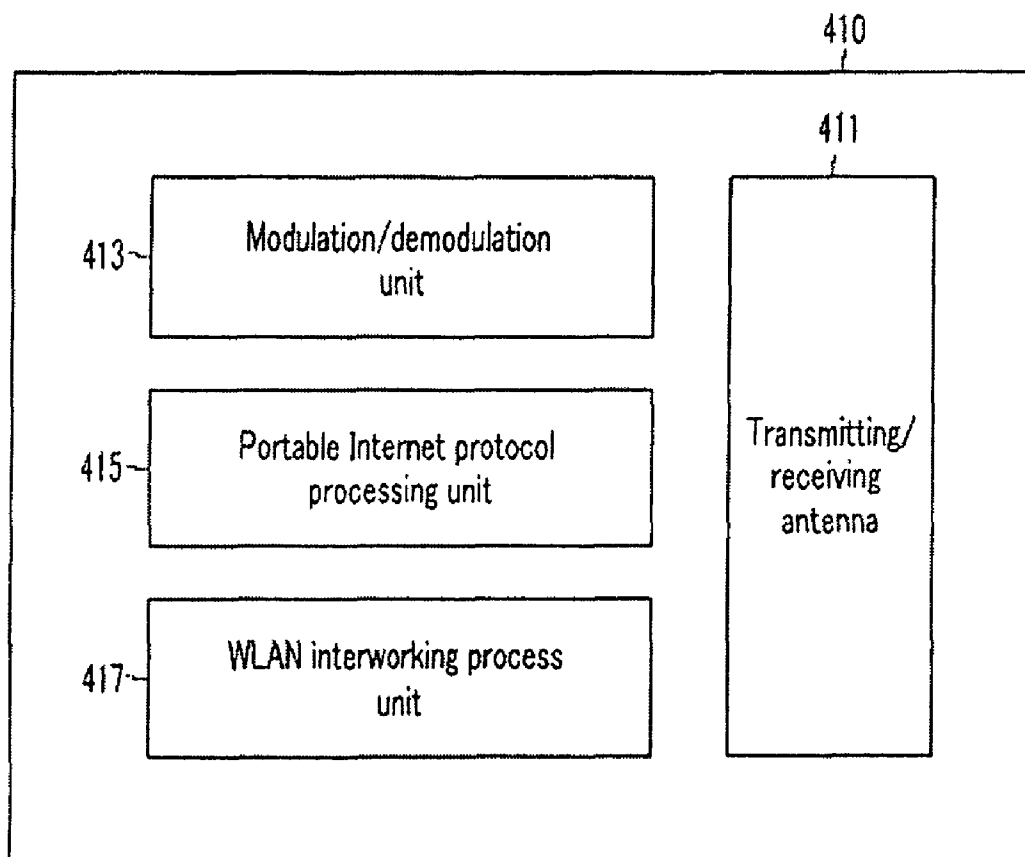 410
411
413
Modulation/demodulation
unit
415
Portable Internet protocol
processing unit
Transmitting/
receiving
antenna
417
WLAN interworking process
unit